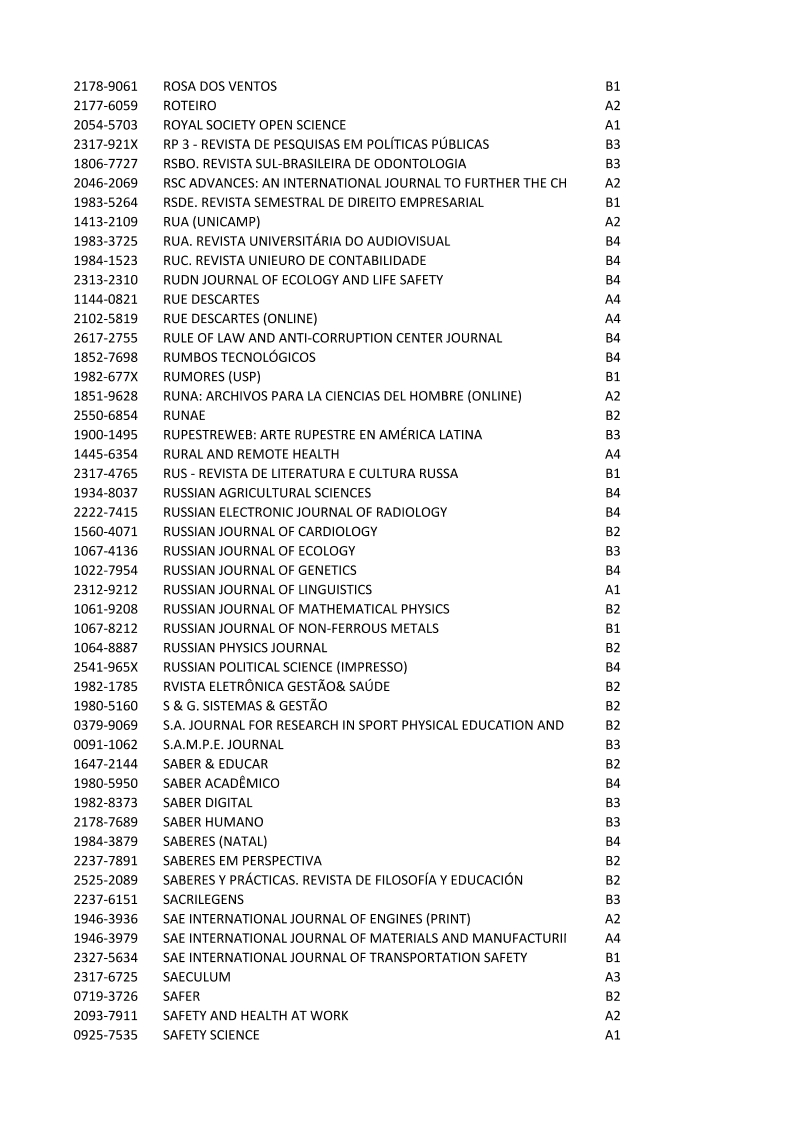 2178-9061 ROSA DOS VENTOS B1
2177-6059 ROTEIRO A2
2054-5703 ROYAL SOCIETY OPEN SCIENCE A1
2317-921X RP 3 - REVISTA DE PESQUISAS EM POLÍTICAS PÚBLICAS B3
1806-7727 RSBO. REVISTA SUL-BRASILEIRA DE ODONTOLOGIA B3
2046-2069 RSC ADVANCES: AN INTERNATIONAL JOURNAL TO FURTHER THE CH A2
1983-5264 RSDE. REVISTA SEMESTRAL DE DIREITO EMPRESARIAL B1
1413-2109 RUA (UNICAMP) A2
1983-3725 RUA. REVISTA UNIVERSITÁRIA DO AUDIOVISUAL B4
1984-1523 RUC. REVISTA UNIEURO DE CONTABILIDADE B4
2313-2310 RUDN JOURNAL OF ECOLOGY AND LIFE SAFETY B4
1144-0821 RUE DESCARTES A4
2102-5819 RUE DESCARTES (ONLINE) A4
2617-2755 RULE OF LAW AND ANTI-CORRUPTION CENTER JOURNAL B4
1852-7698 RUMBOS TECNOLÓGICOS B4
1982-677X RUMORES (USP) B1
1851-9628 RUNA: ARCHIVOS PARA LA CIENCIAS DEL HOMBRE (ONLINE) A2
2550-6854 RUNAE B2
1900-1495 RUPESTREWEB: ARTE RUPESTRE EN AMÉRICA LATINA B3
1445-6354 RURAL AND REMOTE HEALTH A4
2317-4765 RUS - REVISTA DE LITERATURA E CULTURA RUSSA B1
1934-8037 RUSSIAN AGRICULTURAL SCIENCES B4
2222-7415 RUSSIAN ELECTRONIC JOURNAL OF RADIOLOGY B4
1560-4071 RUSSIAN JOURNAL OF CARDIOLOGY B2
1067-4136 RUSSIAN JOURNAL OF ECOLOGY B3
1022-7954 RUSSIAN JOURNAL OF GENETICS B4
2312-9212 RUSSIAN JOURNAL OF LINGUISTICS A1
1061-9208 RUSSIAN JOURNAL OF MATHEMATICAL PHYSICS B2
1067-8212 RUSSIAN JOURNAL OF NON-FERROUS METALS B1
1064-8887 RUSSIAN PHYSICS JOURNAL B2
2541-965X RUSSIAN POLITICAL SCIENCE (IMPRESSO) B4
1982-1785 RVISTA ELETRÔNICA GESTÃO& SAÚDE B2
1980-5160 S & G. SISTEMAS & GESTÃO B2
0379-9069 S.A. JOURNAL FOR RESEARCH IN SPORT PHYSICAL EDUCATION AND B2
0091-1062 S.A.M.P.E. JOURNAL B3
1647-2144 SABER & EDUCAR B2
1980-5950 SABER ACADÊMICO B4
1982-8373 SABER DIGITAL B3
2178-7689 SABER HUMANO B3
1984-3879 SABERES (NATAL) B4
2237-7891 SABERES EM PERSPECTIVA B2
2525-2089 SABERES Y PRÁCTICAS. REVISTA DE FILOSOFÍA Y EDUCACIÓN B2
2237-6151 SACRILEGENS B3
1946-3936 SAE INTERNATIONAL JOURNAL OF ENGINES (PRINT) A2
1946-3979 SAE INTERNATIONAL JOURNAL OF MATERIALS AND MANUFACTURII A4
2327-5634 SAE INTERNATIONAL JOURNAL OF TRANSPORTATION SAFETY B1
2317-6725 SAECULUM A3
0719-3726 SAFER B2
2093-7911 SAFETY AND HEALTH AT WORK A2
0925-7535 SAFETY SCIENCE A1